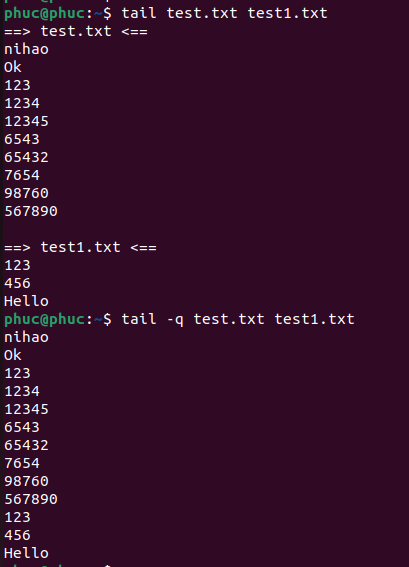 phuc@phuc:~$ tail test.txt test1.txt
==> test.txt <==
nihao
Ok
123
1234
12345
6543
65432
7654
98760
567890

==> test1.txt <==
123
456
Hello
phuc@phuc:~$ tail -q test.txt test1.txt
nihao
Ok
123
1234
12345
6543
65432
7654
98760
567890
123
456
Hello